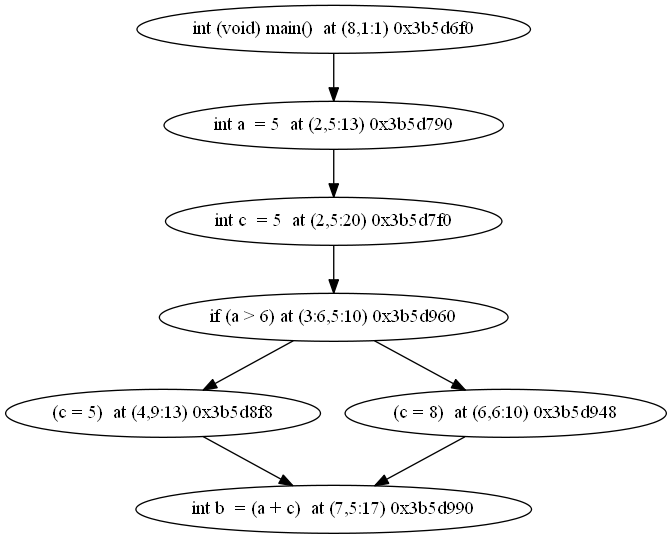 int (void) main()  at (8,1:1) 0x3b5d6f0
int a  = 5  at (2,5:13) 0x3b5d790
int c  = 5  at (2,5:20) 0x3b5d7f0
if (a > 6) at (3:6,5:10) 0x3b5d960
(c = 5)  at (4,9:13) 0x3b5d8f8
(c = 8)  at (6,6:10) 0x3b5d948
int b  = (a + c)  at (7,5:17) 0x3b5d990